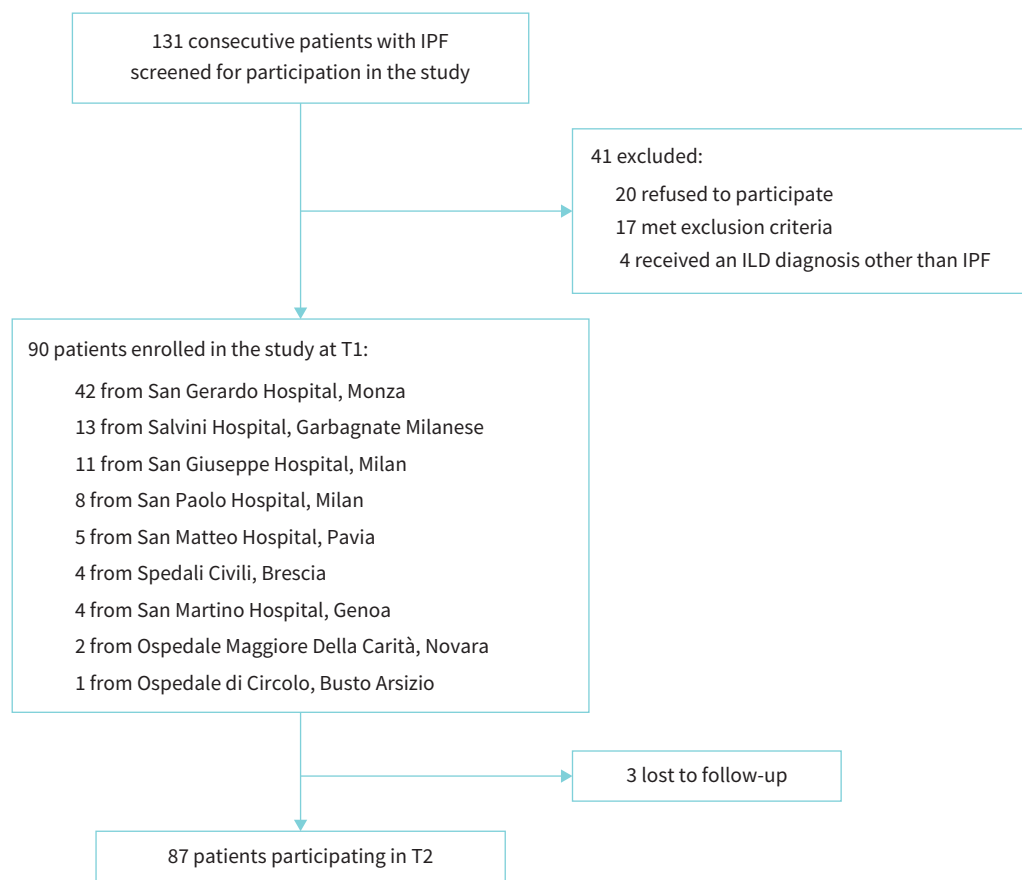 131 consecutive patients with IPF
screened for participation in the study
41 excluded:
20 refused to participate
17 met exclusion criteria
4 received an ILD diagnosis other than IPF
90 patients enrolled in the study at T1:
42 from San Gerardo Hospital, Monza
13 from Salvini Hospital, Garbagnate Milanese
11 from San Giuseppe Hospital, Milan
8 from San Paolo Hospital, Milan
5 from San Matteo Hospital, Pavia
4 from Spedali Civili, Brescia
4 from San Martino Hospital, Genoa
2 from Ospedale Maggiore Della Carità, Novara
1 from Ospedale di Circolo, Busto Arsizio
3 lost to follow-up
87 patients participating in T2